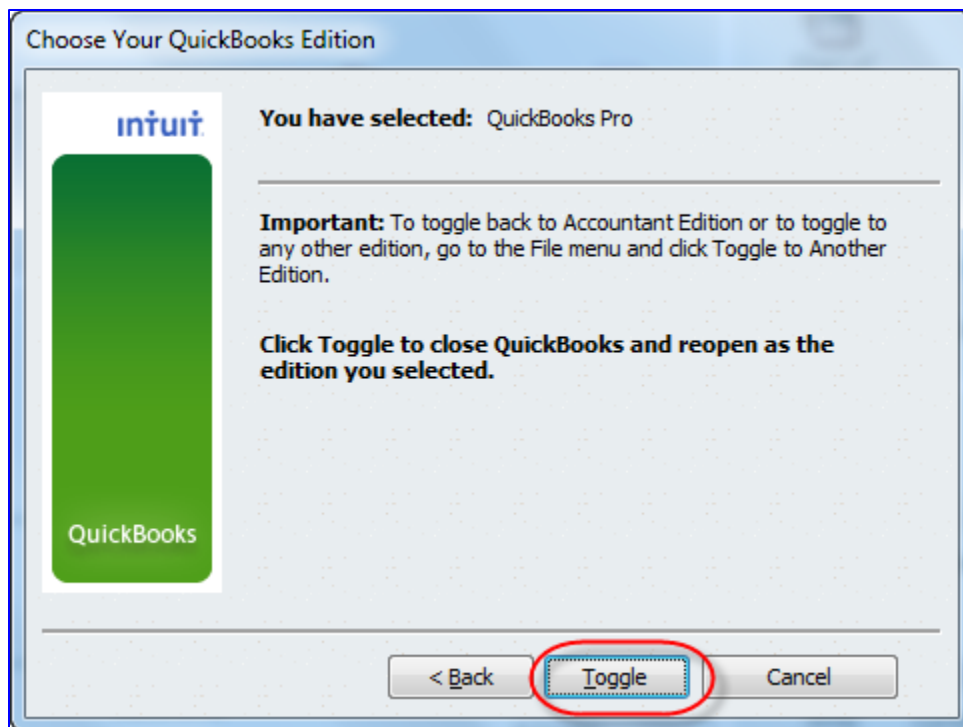 Choose Your QuickBooks Edition
intuit
You have selected: QuickBooks Pro
Important: To toggle back to Accountant Edition or to toggle to
any other edition, go to the File menu and click Toggle to Another
Edition.
Click Toggle to close QuickBooks and reopen as the
edition you selected.
QuickBooks
< Back Toggle Cancel